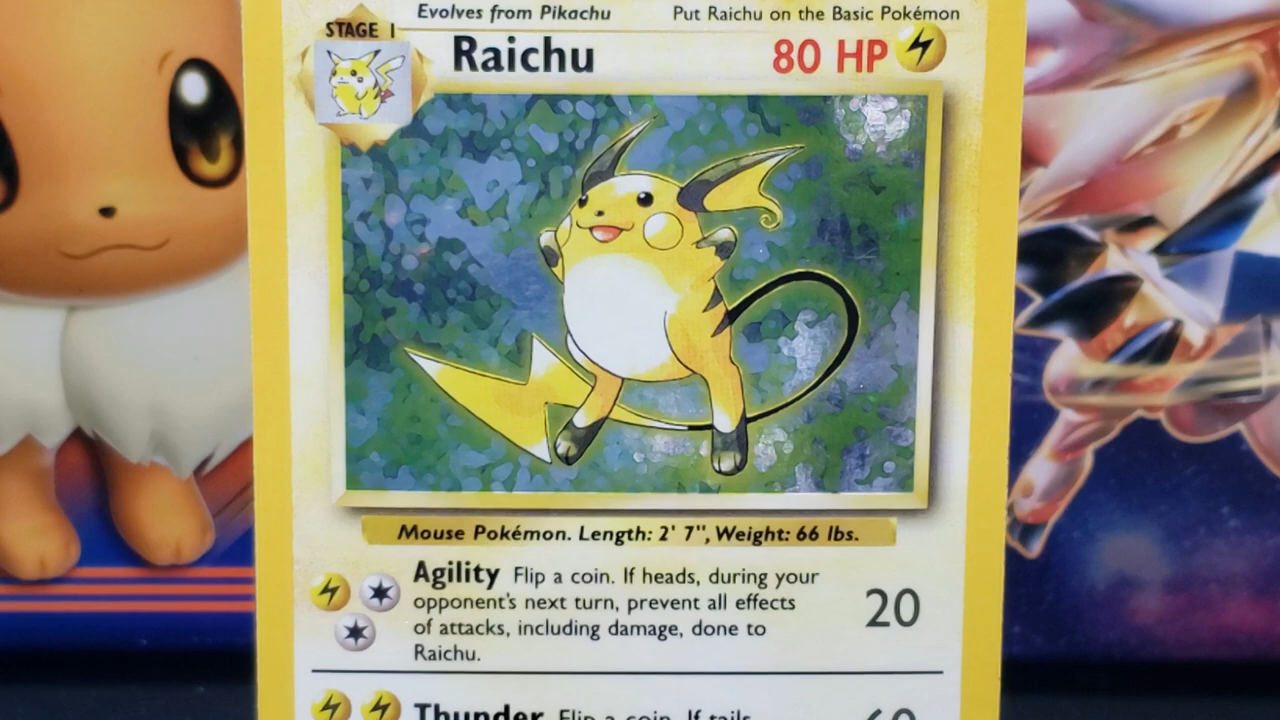 Evolves from Pikachu Put Raichu on the Basic Pokémon
STAGE 1
Raichu 80 HP
Mouse Pokémon. Length: 2' 7", Weight: 66 lbs.
Agility Flip a coin. If heads, during your
opponent's next turn, prevent all effects
of attacks, including damage, done to
Raichu.
20
Thunder Flip a coin. If tails,
60